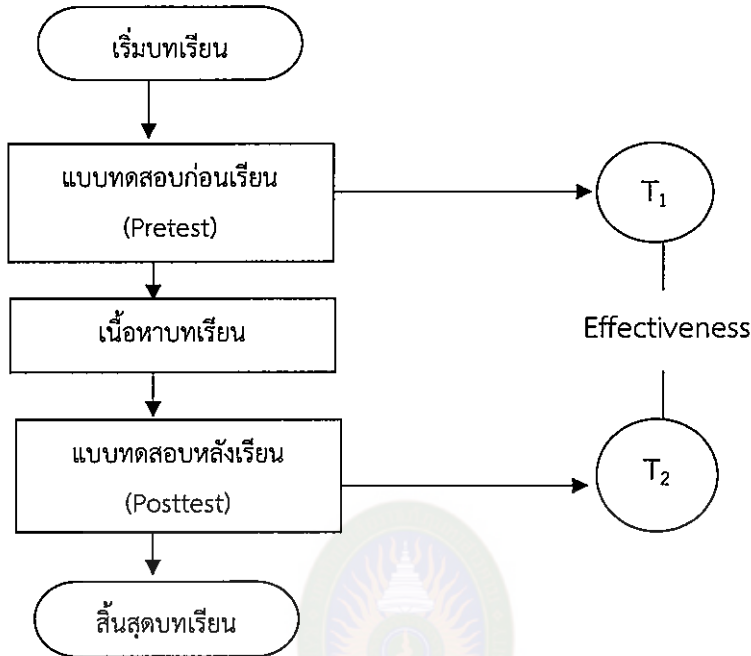 เริ่มบทเรียน
แบบทดสอบก่อนเรียน
(Pretest)
T₁
เนื้อหาบทเรียน
Effectiveness
แบบทดสอบหลังเรียน
(Posttest)
T₂
สิ้นสุดบทเรียน